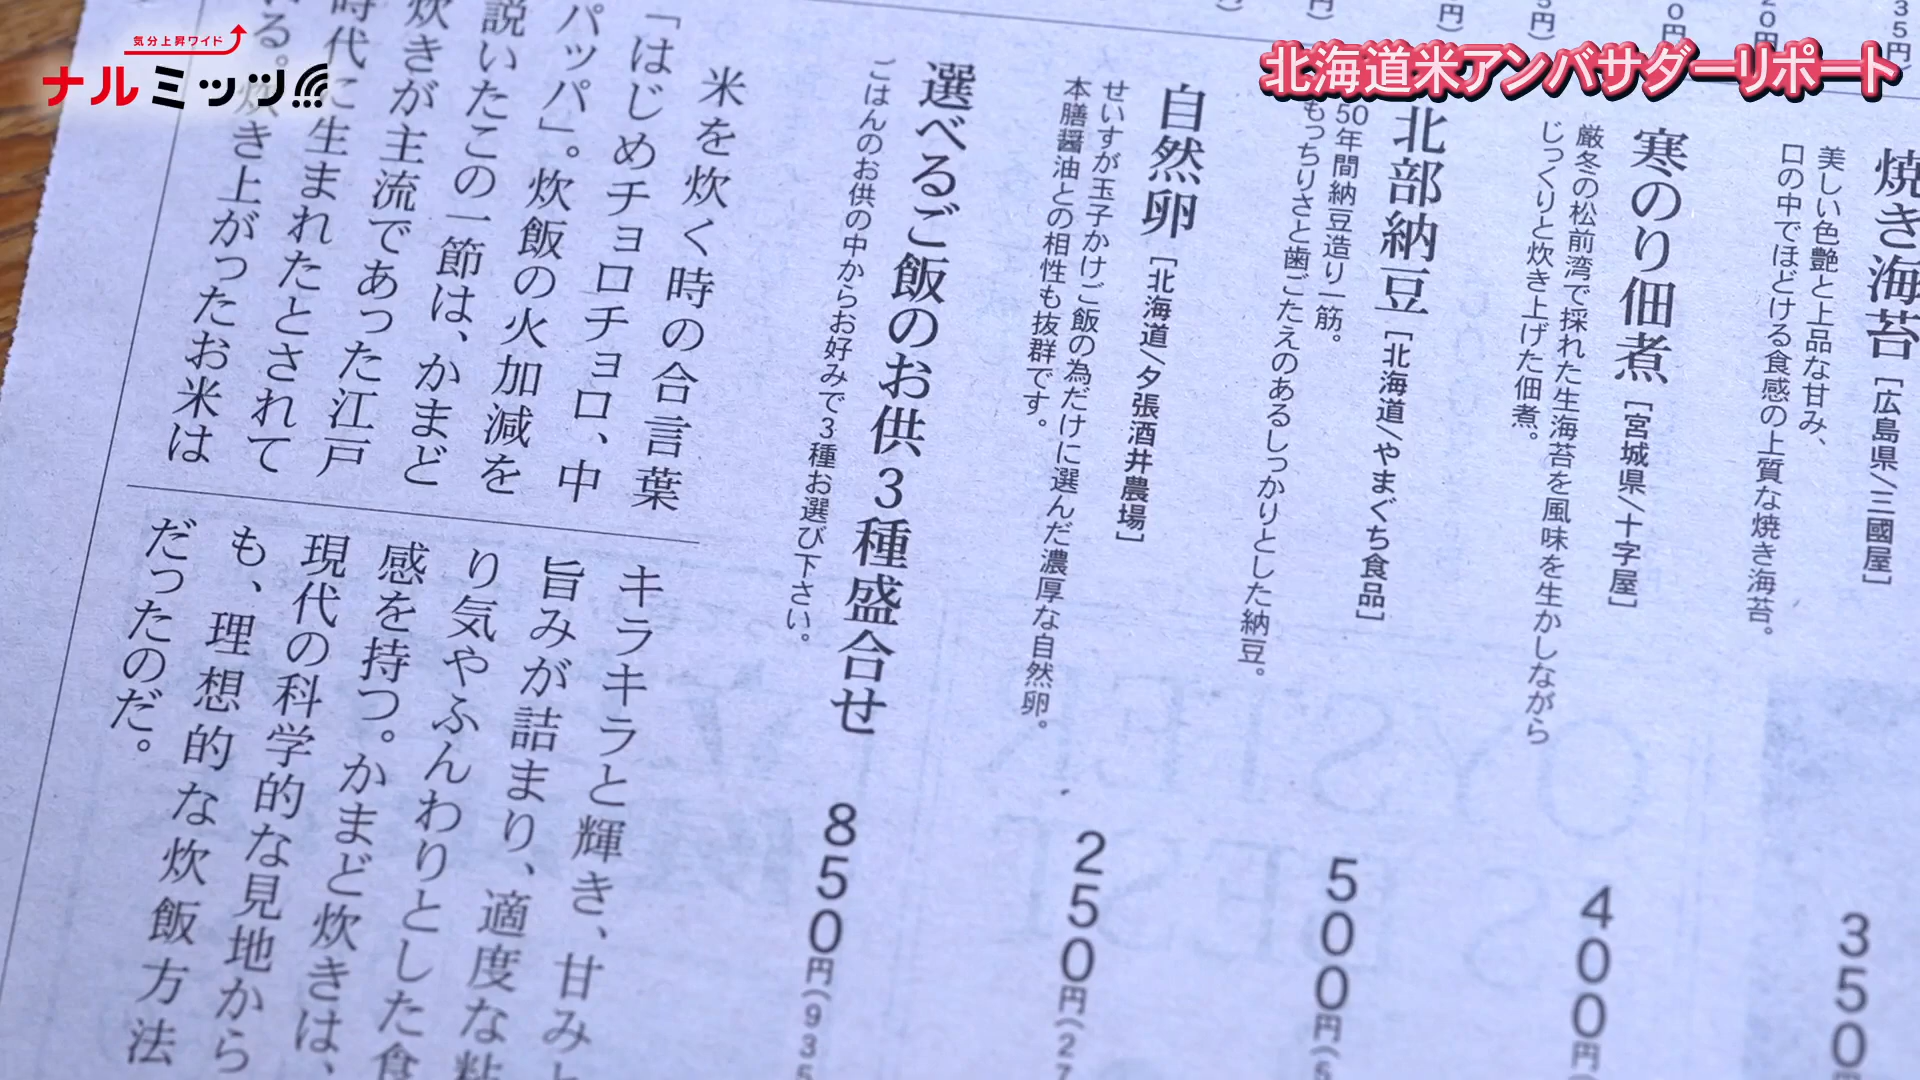 気分上昇ワイド
ナルミッツ!!!
北海道米アンバサダーリポート
焼き海苔［広島県/三國屋］
美しい色艶と上品な甘み、
口の中でほどける食感の上質な焼き海苔。
350
寒のり佃煮［宮城県/十字屋］
厳冬の松前湾で採れた生海苔を風味を生かしながら
じっくりと炊き上げた佃煮。
400円
北部納豆［北海道/やまぐち食品］
50年間納豆造り一筋。
もっちりさと歯ごたえのあるしっかりとした納豆。
500円(5
自然卵［北海道/夕張酒井農場］
せいすが玉子かけご飯の為だけに選んだ濃厚な自然卵。
本膳醤油との相性も抜群です。
250円(27
選べるご飯のお供3種盛合せ
ごはんのお供の中からお好みで3種お選び下さい。
850円(935
米を炊く時の合言葉
「はじめチョロチョロ、中
パッパ」。炊飯の火加減を
説いたこの一節は、かまど
炊きが主流であった江戸
時代に生まれたとされて
いる。炊き上がったお米は
キラキラと輝き、甘みと
旨みが詰まり、適度な粘
り気やふんわりとした食
感を持つ。かまど炊きは、
現代の科学的な見地から
も、理想的な炊飯方法
だったのだ。